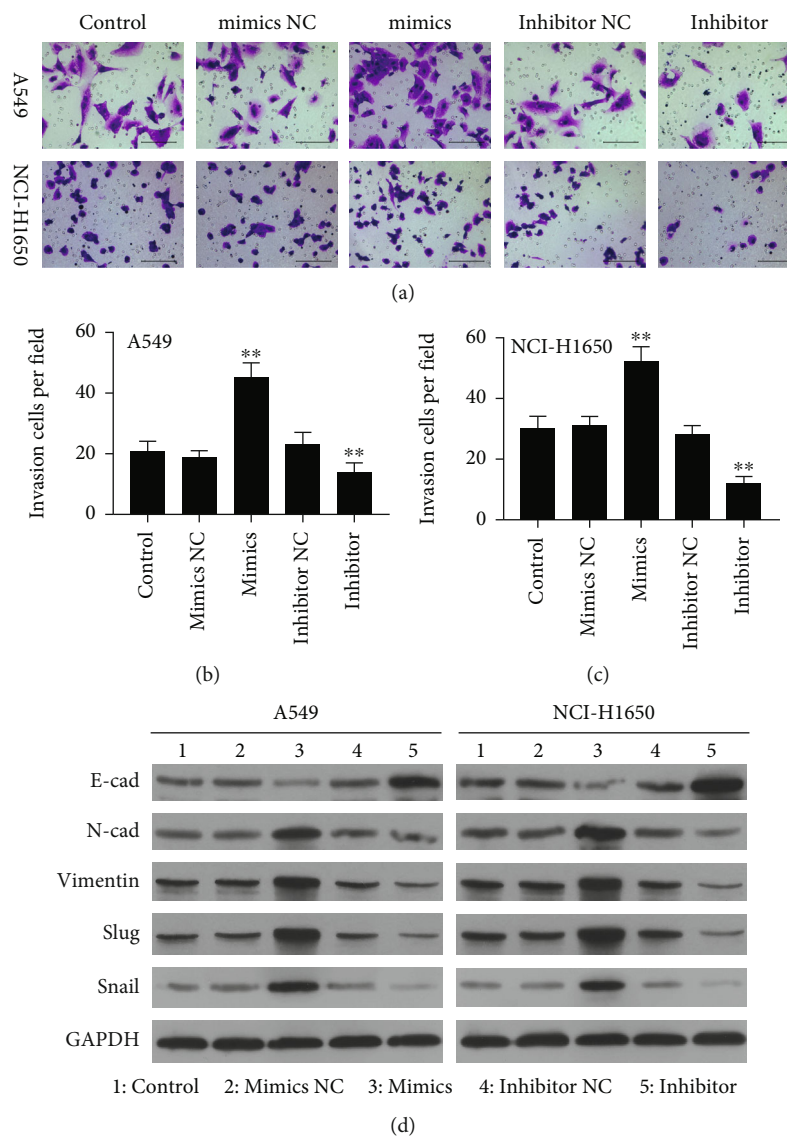 Control mimics NC mimics Inhibitor NC Inhibitor
A549
NCI-H1650
(a)
60
40
20
0
Invasion cells per field
A549
**
**
Control
Mimics NC
Mimics
Inhibitor NC
Inhibitor
(b)
60
40
20
0
Invasion cells per field
NCI-H1650
**
**
Control
Mimics NC
Mimics
Inhibitor NC
Inhibitor
(c)
A549 NCI-H1650
1 2 3 4 5 1 2 3 4 5
E-cad
N-cad
Vimentin
Slug
Snail
GAPDH
1: Control 2: Mimics NC 3: Mimics 4: Inhibitor NC 5: Inhibitor
(d)